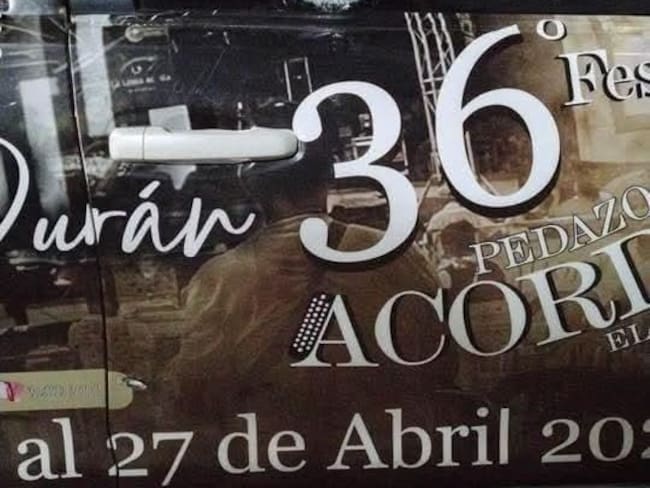 36° Fes
Durán
PEDAZO
ACORD
EL
al 27 de Abril 202